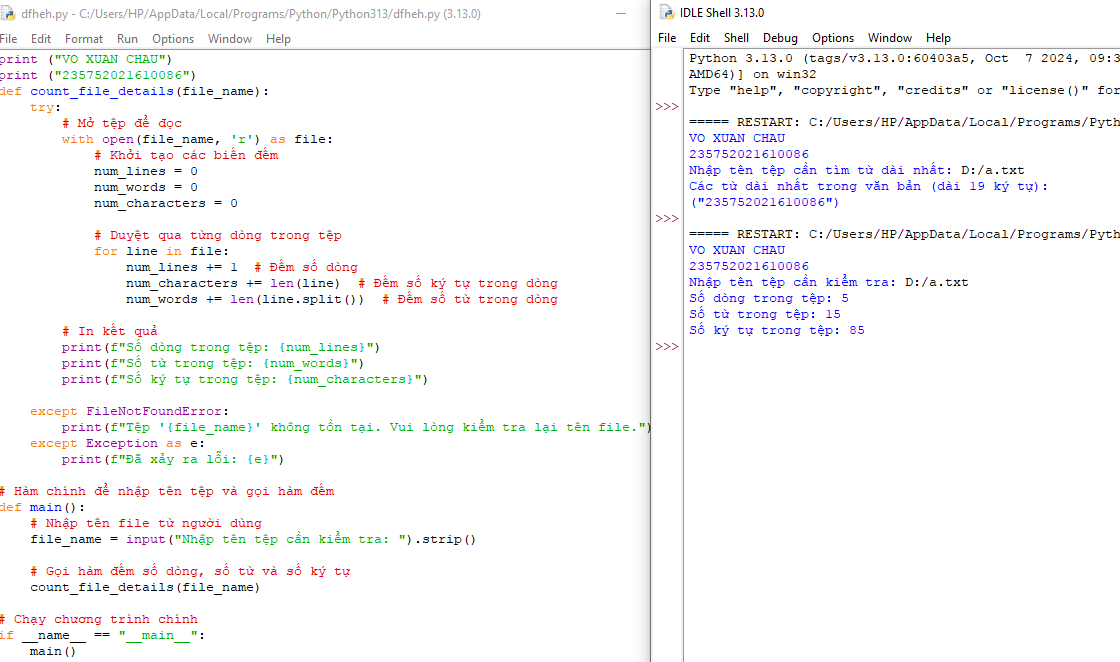 dfheh.py - C:/Users/HP/AppData/Local/Programs/Python/Python313/dfheh.py (3.13.0)
File Edit Format Run Options Window Help
print ("VO XUAN CHAU")
print ("235752021610086")
def count_file_details(file_name):
    try:
        # Mở tệp để đọc
        with open(file_name, 'r') as file:
            # Khởi tạo các biến đếm
            num_lines = 0
            num_words = 0
            num_characters = 0

            # Duyệt qua từng dòng trong tệp
            for line in file:
                num_lines += 1  # Đếm số dòng
                num_characters += len(line)  # Đếm số ký tự trong dòng
                num_words += len(line.split())  # Đếm số từ trong dòng

        # In kết quả
        print(f"Số dòng trong tệp: {num_lines}")
        print(f"Số từ trong tệp: {num_words}")
        print(f"Số ký tự trong tệp: {num_characters}")

    except FileNotFoundError:
        print(f"Tệp '{file_name}' không tồn tại. Vui lòng kiểm tra lại tên file.")
    except Exception as e:
        print(f"Đã xảy ra lỗi: {e}")

# Hàm chính để nhập tên tệp và gọi hàm đếm
def main():
    # Nhập tên file từ người dùng
    file_name = input("Nhập tên tệp cần kiểm tra: ").strip()

    # Gọi hàm đếm số dòng, số từ và số ký tự
    count_file_details(file_name)

# Chạy chương trình chính
if __name__ == "__main__":
    main()
IDLE Shell 3.13.0
File Edit Shell Debug Options Window Help
Python 3.13.0 (tags/v3.13.0:60403a5, Oct  7 2024, 09:3
AMD64)] on win32
Type "help", "copyright", "credits" or "license()" for
>>>
===== RESTART: C:/Users/HP/AppData/Local/Programs/Pyth
VO XUAN CHAU
235752021610086
Nhập tên tệp cần tìm từ dài nhất: D:/a.txt
Các từ dài nhất trong văn bản (dài 19 ký tự):
("235752021610086")
>>>
===== RESTART: C:/Users/HP/AppData/Local/Programs/Pyth
VO XUAN CHAU
235752021610086
Nhập tên tệp cần kiểm tra: D:/a.txt
Số dòng trong tệp: 5
Số từ trong tệp: 15
Số ký tự trong tệp: 85
>>>